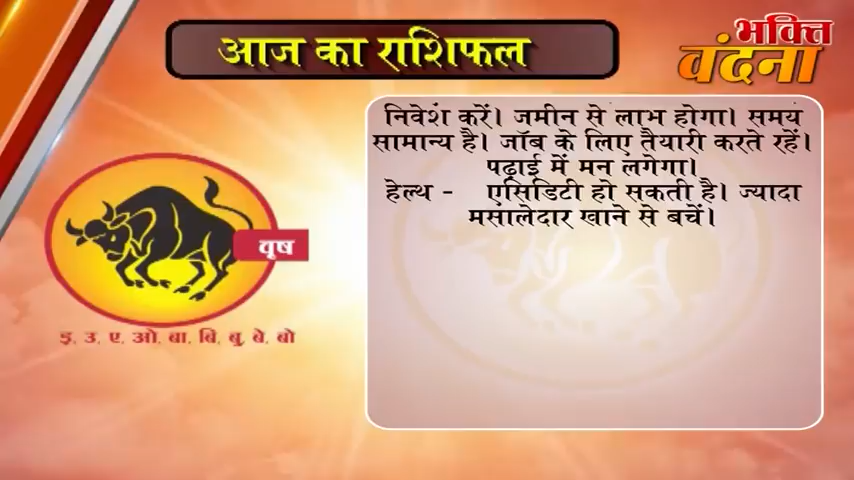 आज का राशिफल
भक्ति
वंदना
निवेश करें। जमीन से लाभ होगा। समय
सामान्य है। जॉब के लिए तैयारी करते रहें।
पढ़ाई में मन लगेगा।
हेल्थ - एसिडिटी हो सकती है। ज्यादा
मसालेदार खाने से बचें।
वृष
इ, उ, ए, ओ, बा, बि, बु, बे, बो